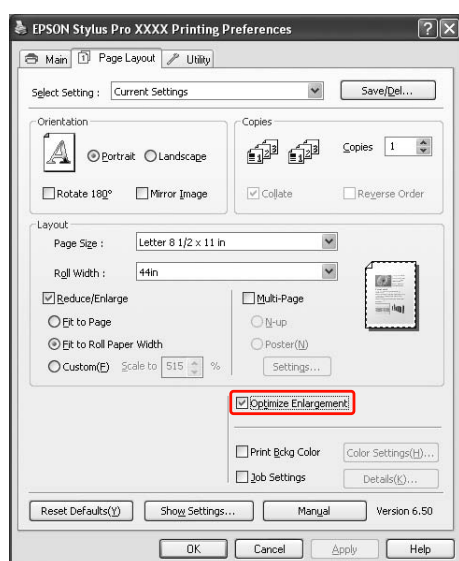 EPSON Stylus Pro XXXX Printing Preferences
Main Page Layout Utility
Select Setting : Current Settings Save/Del...
Orientation
Portrait Landscape
Rotate 180° Mirror Image
Copies
Copies 1
Collate Reverse Order
Layout
Page Size : Letter 8 1/2 x 11 in
Roll Width : 44in
Reduce/Enlarge
Fit to Page
Fit to Roll Paper Width
Custom(F) Scale to 515 %
Multi-Page
N-up
Poster(N)
Settings...
Optimize Enlargement
Print Bckg Color Color Settings(H)...
Job Settings Details(K)...
Reset Defaults(Y) Show Settings... Manual Version 6.50
OK Cancel Apply Help